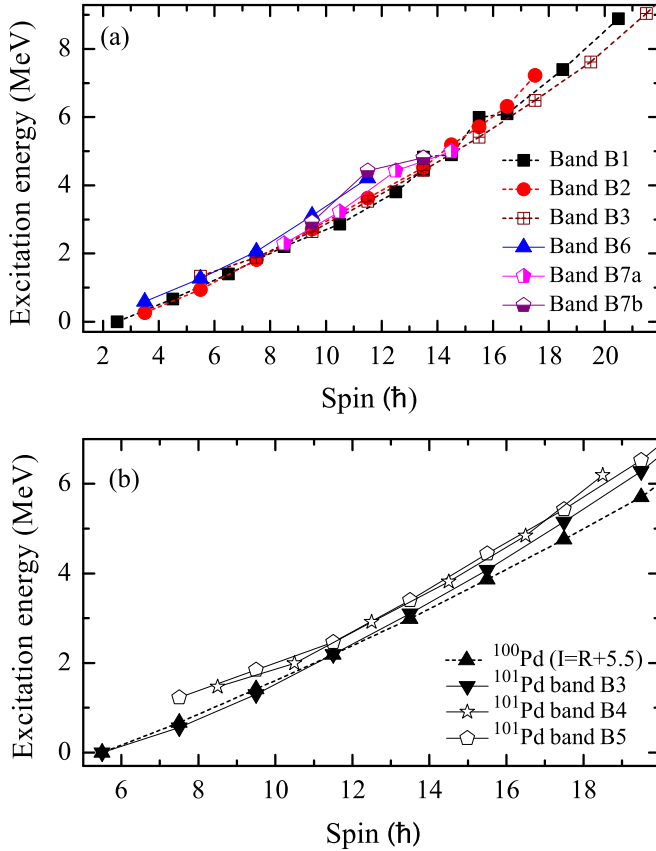 (a)
Excitation energy (MeV)
8
6
4
2
0
Band B1
Band B2
Band B3
Band B6
Band B7a
Band B7b
2 4 6 8 10 12 14 16 18 20
Spin (ħ)
(b)
Excitation energy (MeV)
6
4
2
0
¹⁰⁰Pd (I=R+5.5)
¹⁰¹Pd band B3
¹⁰¹Pd band B4
¹⁰¹Pd band B5
6 8 10 12 14 16 18
Spin (ħ)